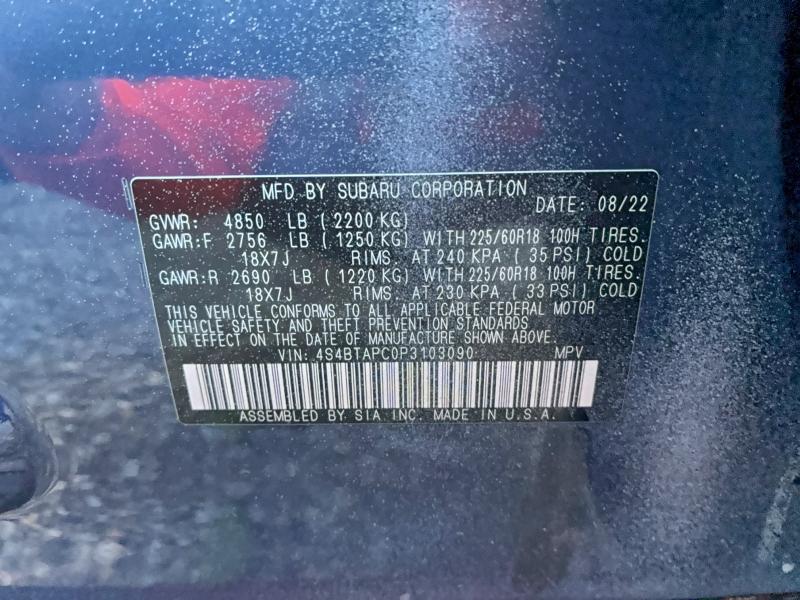 MFD BY SUBARU CORPORATION
DATE: 08/22
GVWR: 4850 LB ( 2200 KG)
GAWR:F 2756 LB ( 1250 KG) WITH 225/60R18 100H TIRES.
18X7J RIMS. AT 240 KPA ( 35 PSI) COLD
GAWR:R 2690 LB ( 1220 KG) WITH 225/60R18 100H TIRES.
18X7J RIMS. AT 230 KPA ( 33 PSI) COLD
THIS VEHICLE CONFORMS TO ALL APPLICABLE FEDERAL MOTOR
VEHICLE SAFETY AND THEFT PREVENTION STANDARDS
IN EFFECT ON THE DATE OF MANUFACTURE SHOWN ABOVE.
VIN: 4S4BTAPC0P3103090 MPV
ASSEMBLED BY SIA INC. MADE IN U.S.A.